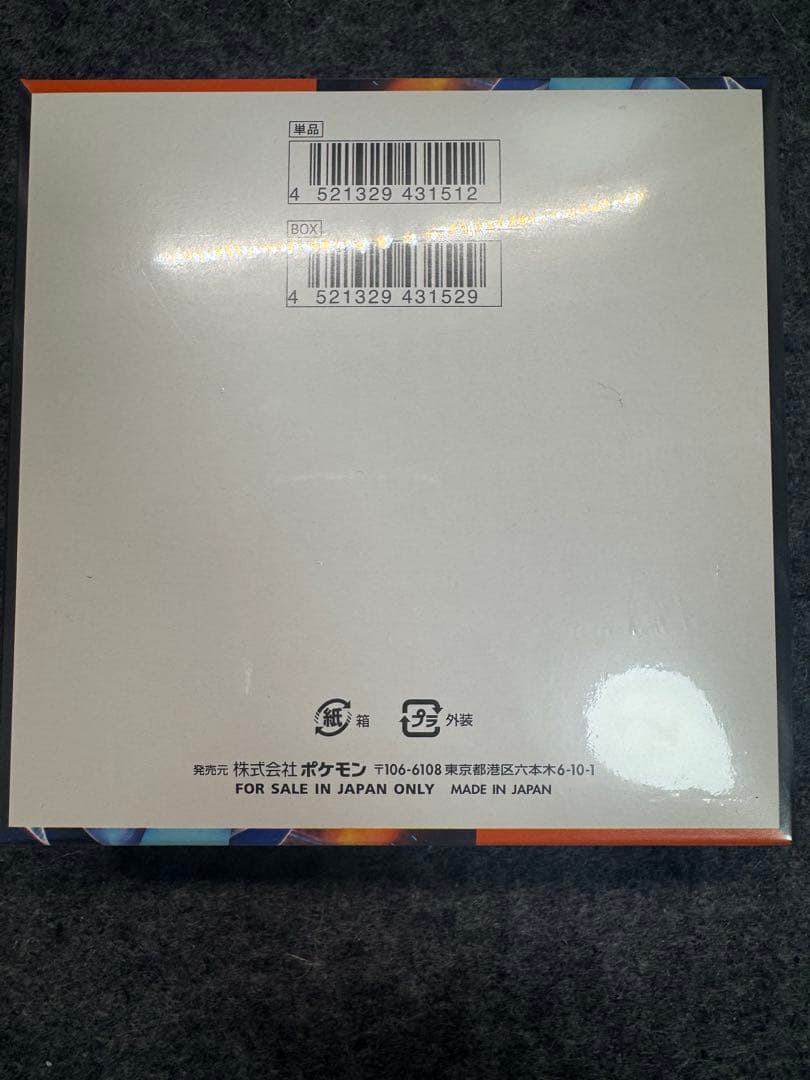 単品
4 521329 431512
BOX
4 521329 431529
紙 箱 プラ 外装
発売元 株式会社 ポケモン 〒106-6108 東京都港区六本木6-10-1
FOR SALE IN JAPAN ONLY MADE IN JAPAN